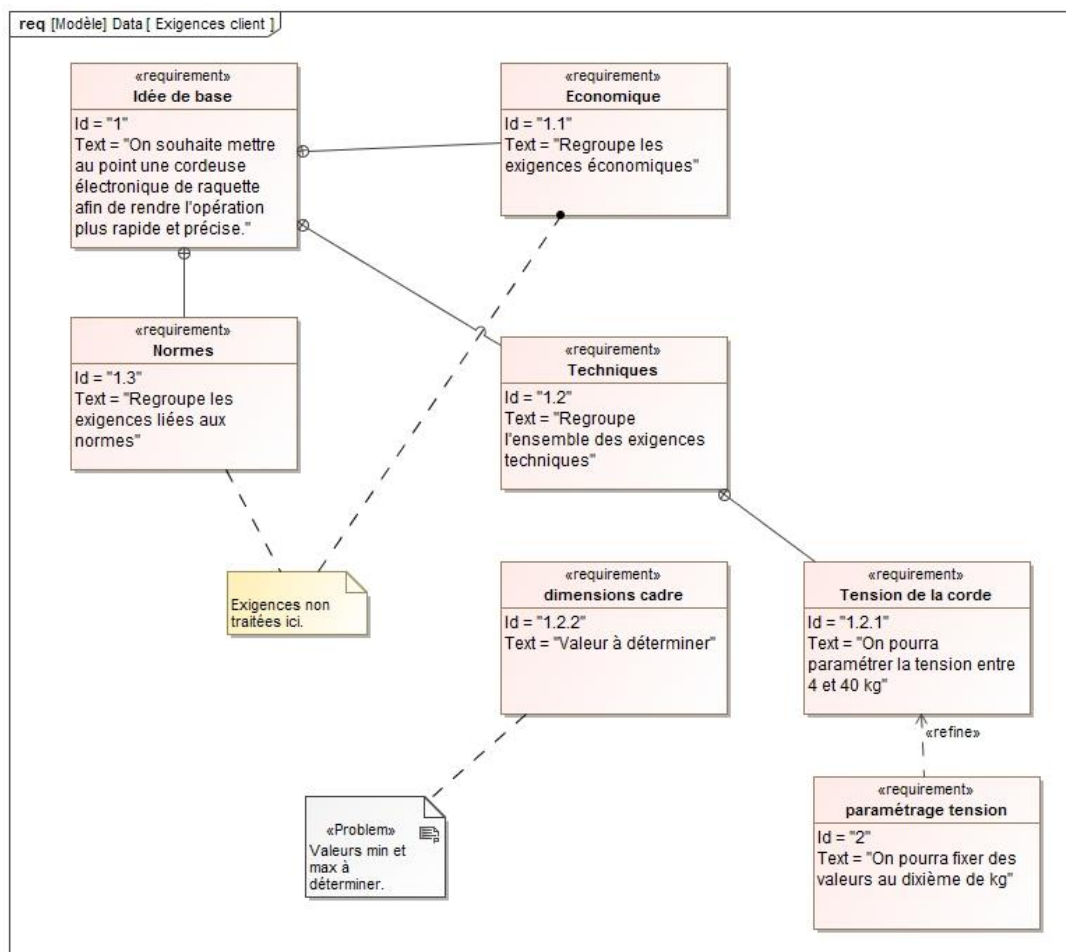 req [Modèle] Data [ Exigences client ]
«requirement»
Idée de base
Id = "1"
Text = "On souhaite mettre
au point une cordeuse
électronique de raquette
afin de rendre l'opération
plus rapide et précise."
«requirement»
Economique
Id = "1.1"
Text = "Regroupe les
exigences économiques"
«requirement»
Normes
Id = "1.3"
Text = "Regroupe les
exigences liées aux
normes"
«requirement»
Techniques
Id = "1.2"
Text = "Regroupe
l'ensemble des exigences
techniques"
Exigences non
traitées ici.
«requirement»
dimensions cadre
Id = "1.2.2"
Text = "Valeur à déterminer"
«requirement»
Tension de la corde
Id = "1.2.1"
Text = "On pourra
paramétrer la tension entre
4 et 40 kg"
«refine»
«Problem»
Valeurs min et
max à
déterminer.
«requirement»
paramétrage tension
Id = "2"
Text = "On pourra fixer des
valeurs au dixième de kg"